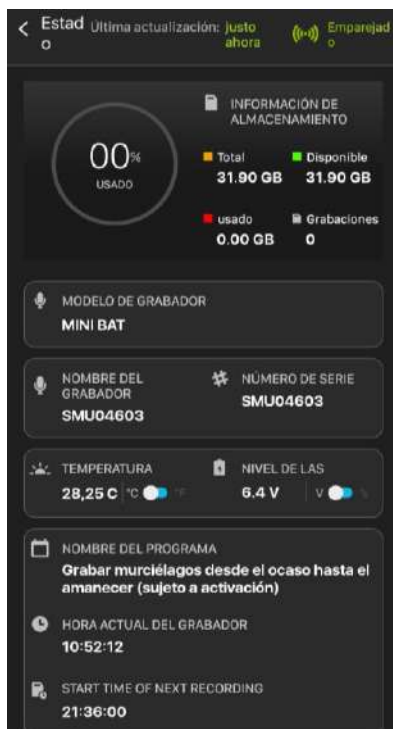 Estad
o
Última actualización: justo
ahora
Emparejad
o
INFORMACIÓN DE
ALMACENAMIENTO
00%
USADO
Total Disponible
31.90 GB 31.90 GB
usado Grabaciones
0.00 GB 0
MODELO DE GRABADOR
MINI BAT
NOMBRE DEL
GRABADOR
SMU04603
NÚMERO DE SERIE
SMU04603
TEMPERATURA
28,25 C °C °F
NIVEL DE LAS
6.4 V V %
NOMBRE DEL PROGRAMA
Grabar murciélagos desde el ocaso hasta el
amanecer (sujeto a activación)
HORA ACTUAL DEL GRABADOR
10:52:12
START TIME OF NEXT RECORDING
21:36:00